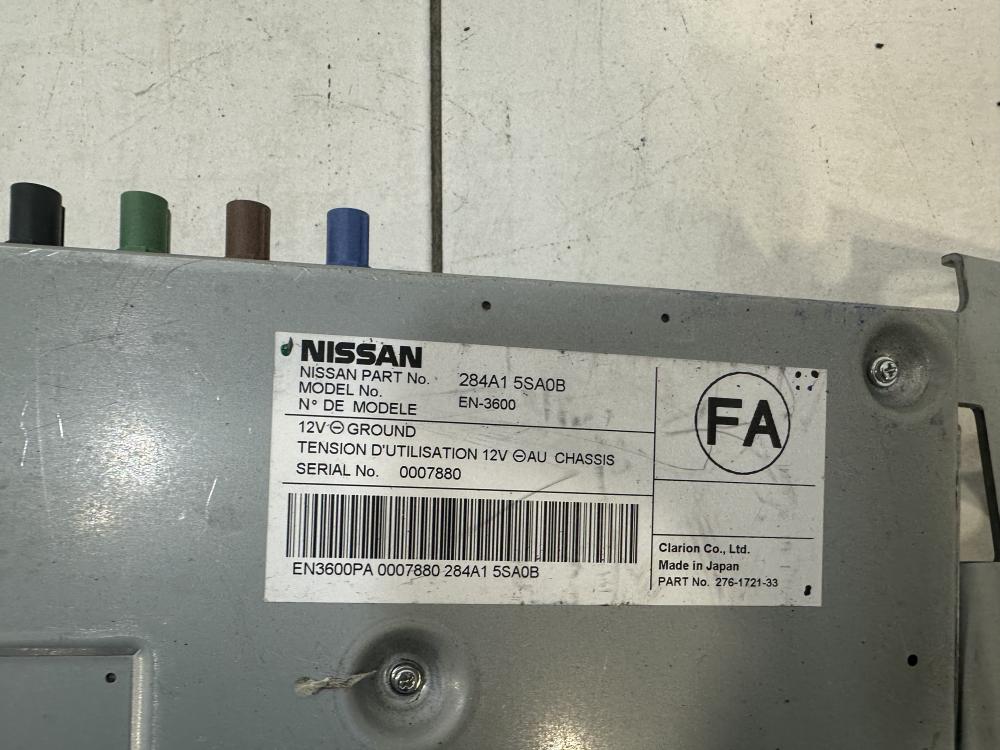 NISSAN
NISSAN PART No. 284A1 5SA0B
MODEL No.
N° DE MODELE EN-3600
12V ⊖ GROUND
TENSION D'UTILISATION 12V ⊖ AU CHASSIS
SERIAL No. 0007880
EN3600PA 0007880 284A1 5SA0B
FA
Clarion Co., Ltd.
Made in Japan
PART No. 276-1721-33